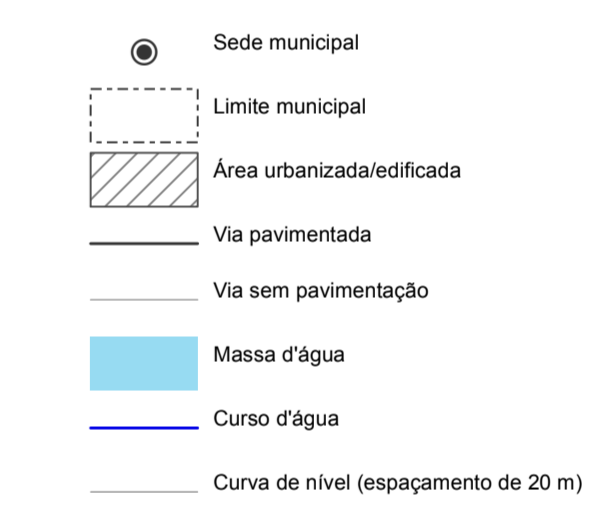 Sede municipal
Limite municipal
Área urbanizada/edificada
Via pavimentada
Via sem pavimentação
Massa d'água
Curso d'água
Curva de nível (espaçamento de 20 m)